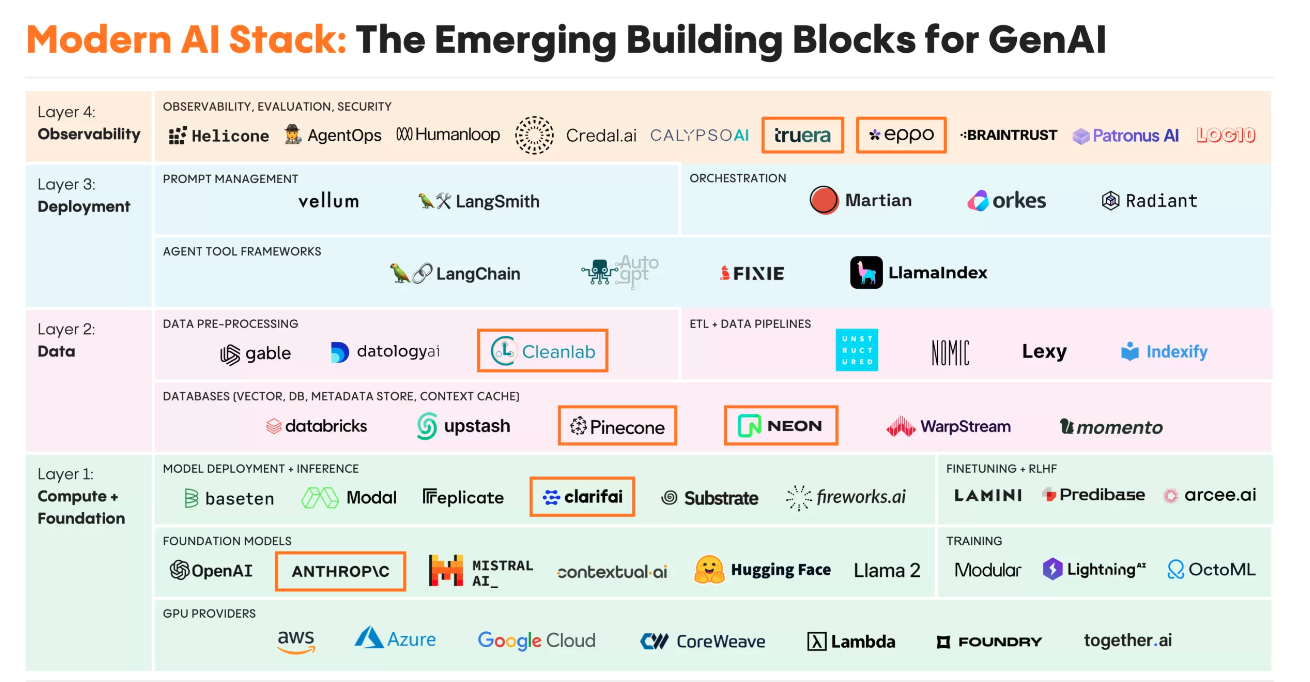 Modern AI Stack: The Emerging Building Blocks for GenAI
Layer 4:
Observability
OBSERVABILITY, EVALUATION, SECURITY
Helicone AgentOps Humanloop Credal.ai CALYPSOAI truera eppo BRAINTRUST Patronus AI LOG10
Layer 3:
Deployment
PROMPT MANAGEMENT
vellum LangSmith
ORCHESTRATION
Martian orkes Radiant
AGENT TOOL FRAMEWORKS
LangChain Auto gpt FIXIE LlamaIndex
Layer 2:
Data
DATA PRE-PROCESSING
gable datologyai Cleanlab
ETL + DATA PIPELINES
UNST
RUCT
URED
NOMIC Lexy Indexify
DATABASES (VECTOR, DB, METADATA STORE, CONTEXT CACHE)
databricks upstash Pinecone NEON WarpStream momento
Layer 1:
Compute +
Foundation
MODEL DEPLOYMENT + INFERENCE
baseten Modal Replicate clarifai Substrate fireworks.ai
FINETUNING + RLHF
LAMINI Predibase arcee.ai
FOUNDATION MODELS
OpenAI ANTHROP\C MISTRAL
AI_
contextual·ai Hugging Face Llama 2
TRAINING
Modular Lightning AI OctoML
GPU PROVIDERS
aws Azure Google Cloud CoreWeave Lambda FOUNDRY together.ai